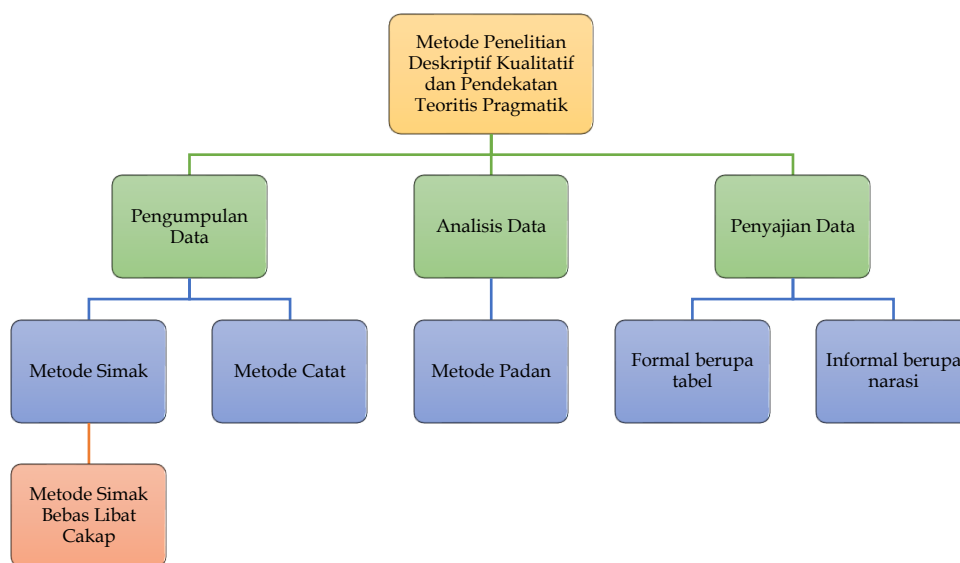 Metode Penelitian
Deskriptif Kualitatif
dan Pendekatan
Teoritis Pragmatik
Pengumpulan
Data
Analisis Data
Penyajian Data
Metode Simak
Metode Catat
Metode Padan
Formal berupa
tabel
Informal berupa
narasi
Metode Simak
Bebas Libat
Cakap